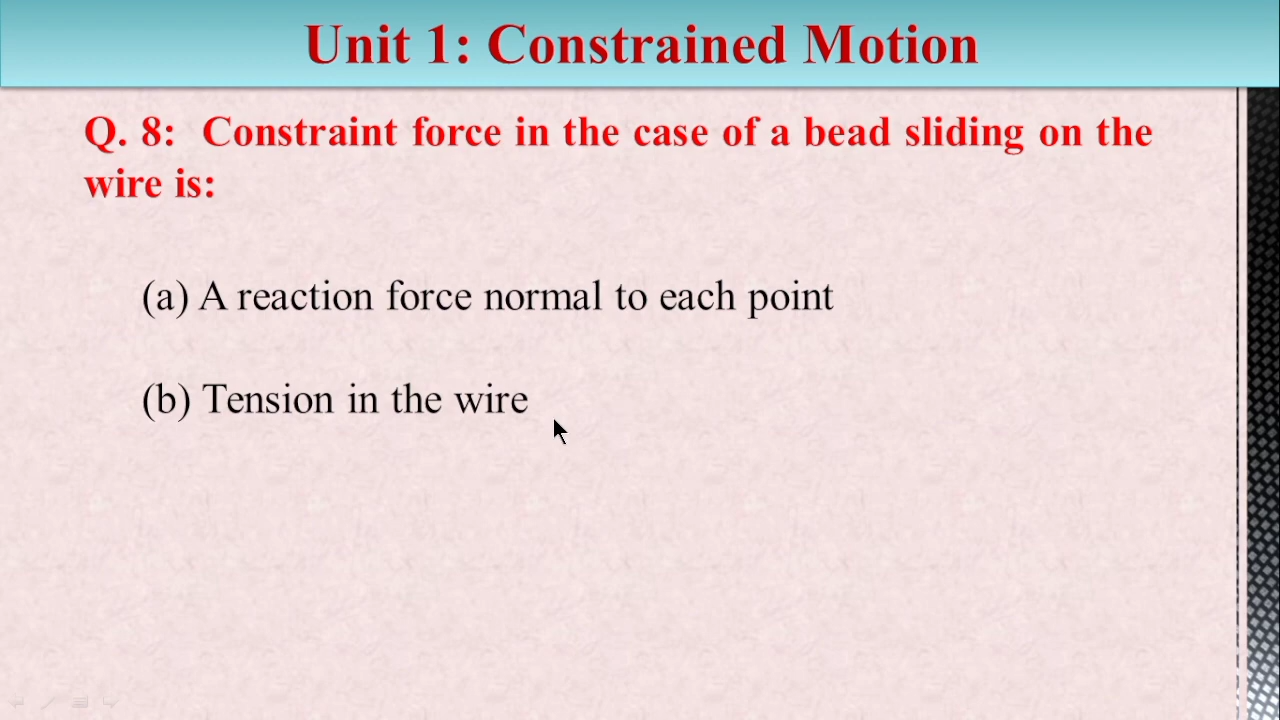 Unit 1: Constrained Motion
Q. 8: Constraint force in the case of a bead sliding on the
wire is:
(a) A reaction force normal to each point
(b) Tension in the wire